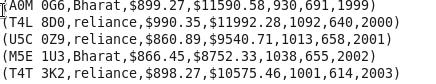 (A0M 0G6,Bharat,$899.27,$11590.58,930,691,1999)
(T4L 8D0,reliance,$990.35,$11992.28,1092,640,2000)
(U5C 0Z9,reliance,$860.89,$9540.71,1013,658,2001)
(M5E 1U3,Bharat,$866.45,$8752.33,1038,655,2002)
(T4T 3K2,reliance,$898.27,$10575.46,1001,614,2003)